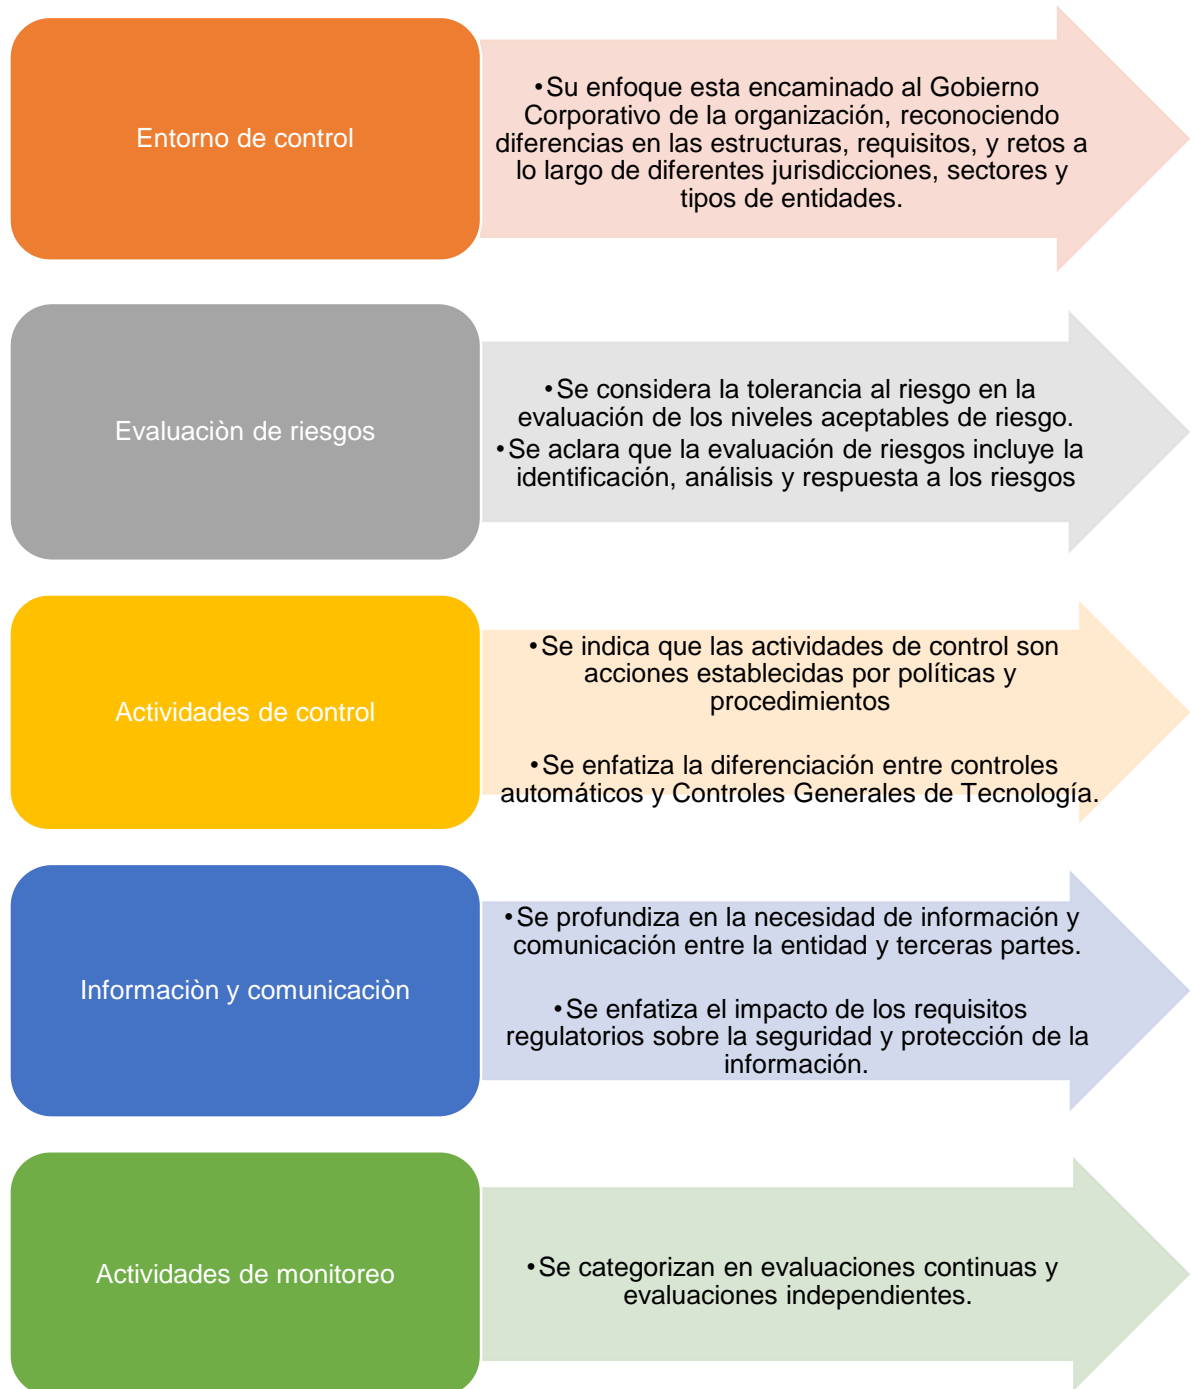 Entorno de control
•Su enfoque esta encaminado al Gobierno
Corporativo de la organización, reconociendo
diferencias en las estructuras, requisitos, y retos a
lo largo de diferentes jurisdicciones, sectores y
tipos de entidades.
Evaluaciòn de riesgos
•Se considera la tolerancia al riesgo en la
evaluación de los niveles aceptables de riesgo.
•Se aclara que la evaluación de riesgos incluye la
identificación, análisis y respuesta a los riesgos
Actividades de control
•Se indica que las actividades de control son
acciones establecidas por políticas y
procedimientos
•Se enfatiza la diferenciación entre controles
automáticos y Controles Generales de Tecnología.
Informaciòn y comunicaciòn
•Se profundiza en la necesidad de información y
comunicación entre la entidad y terceras partes.
•Se enfatiza el impacto de los requisitos
regulatorios sobre la seguridad y protección de la
información.
Actividades de monitoreo
•Se categorizan en evaluaciones continuas y
evaluaciones independientes.